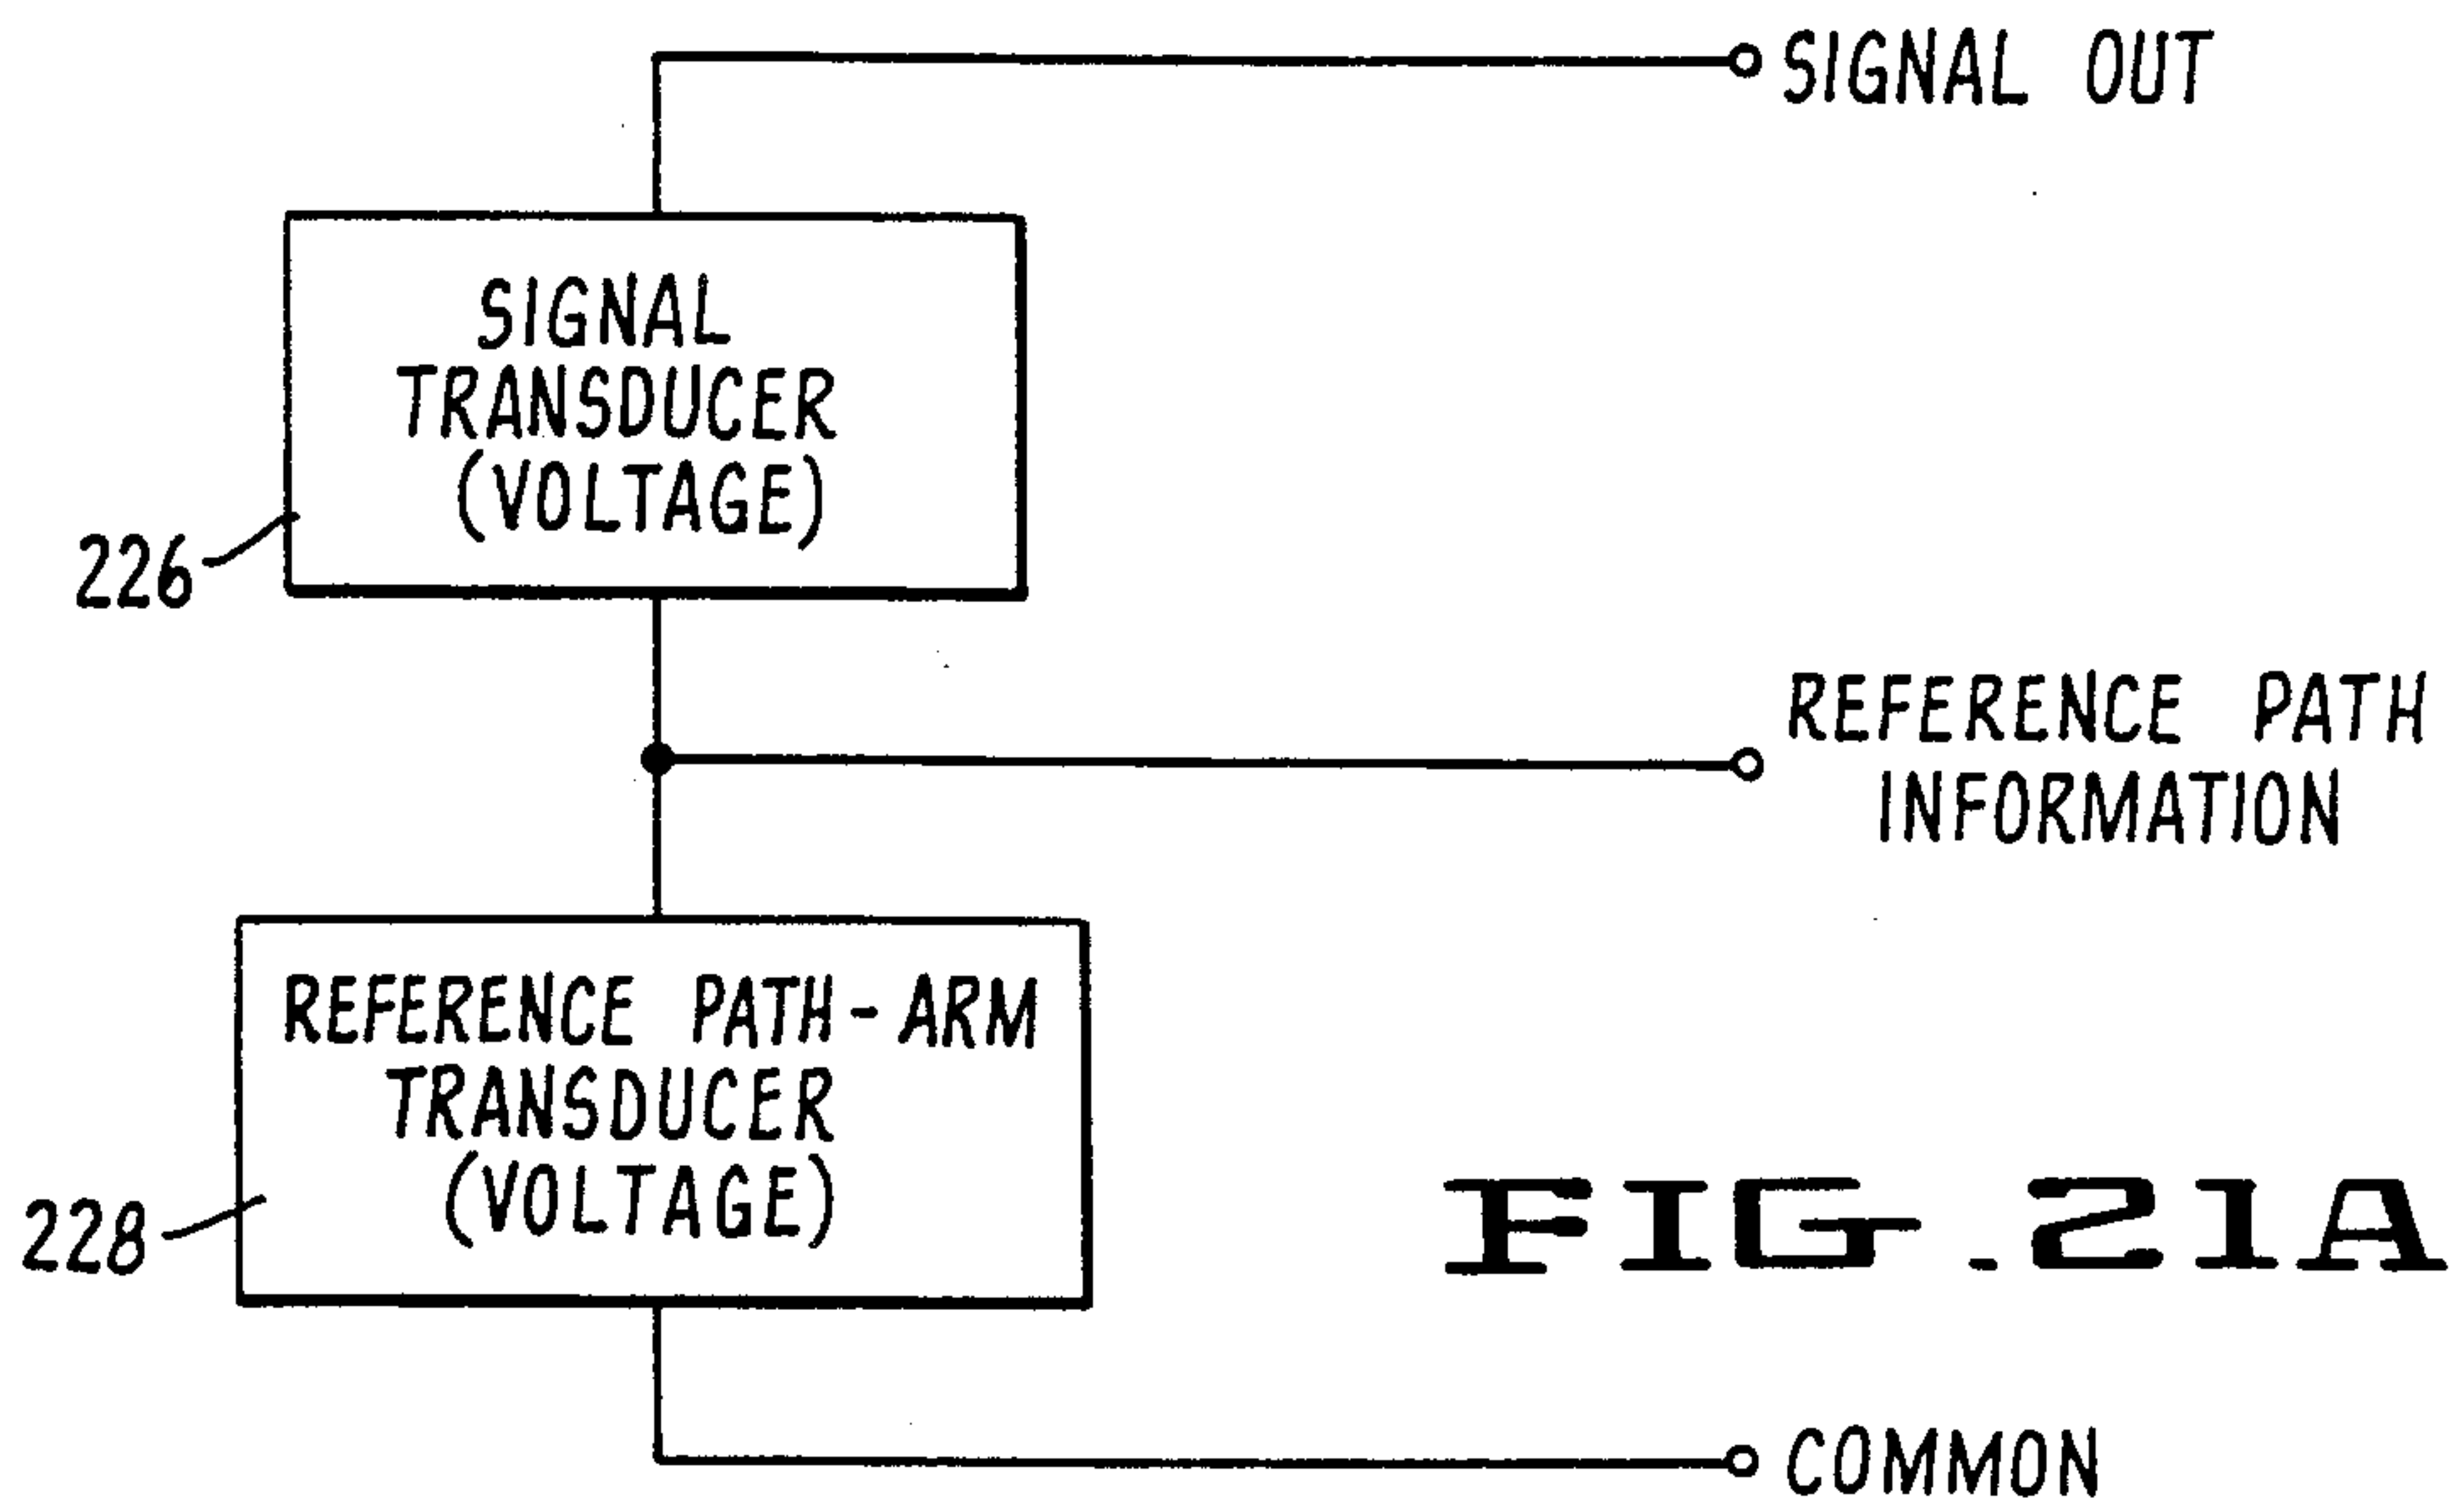 SIGNAL OUT
SIGNAL
TRANSDUCER
(VOLTAGE)
226
REFERENCE PATH
INFORMATION
REFERENCE PATH-ARM
TRANSDUCER
(VOLTAGE)
228
FIG.21A
COMMON